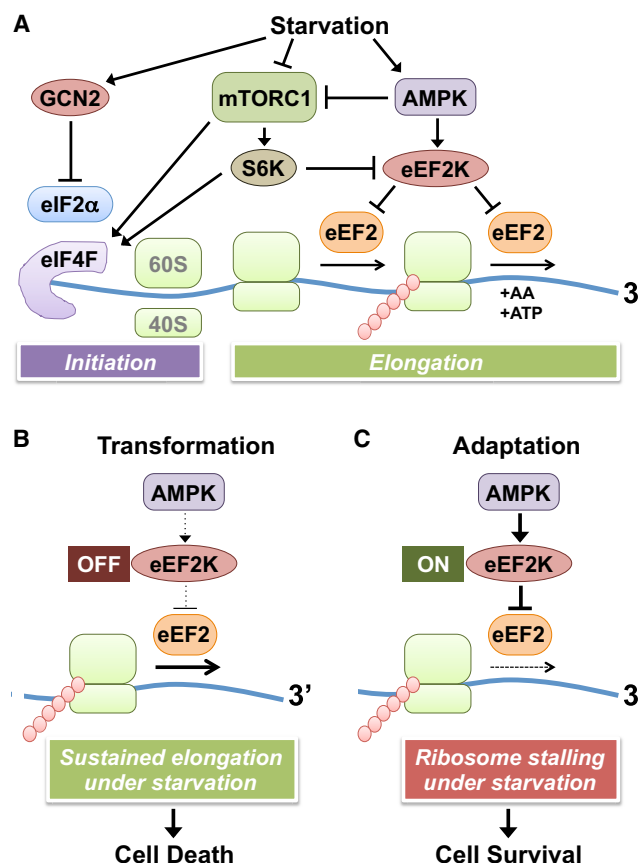 A
Starvation
GCN2
mTORC1
AMPK
S6K
eEF2K
eIF2α
eEF2
eEF2
eIF4F
60S
40S
+AA
+ATP
3
Initiation
Elongation
B
Transformation
AMPK
OFF
eEF2K
eEF2
3’
Sustained elongation
under starvation
Cell Death
C
Adaptation
AMPK
ON
eEF2K
eEF2
3
Ribosome stalling
under starvation
Cell Survival